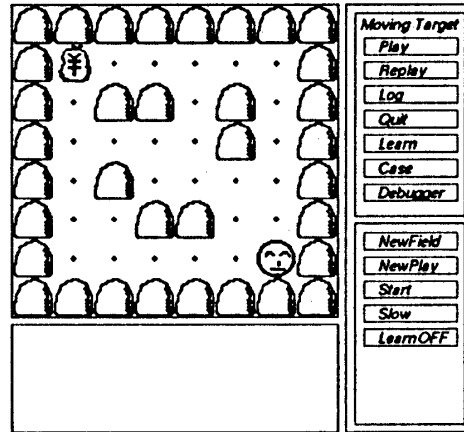 ¥
Moving Target
Play
Replay
Log
Quit
Learn
Case
Debugger
NewField
NewPlay
Start
Slow
LearnOFF